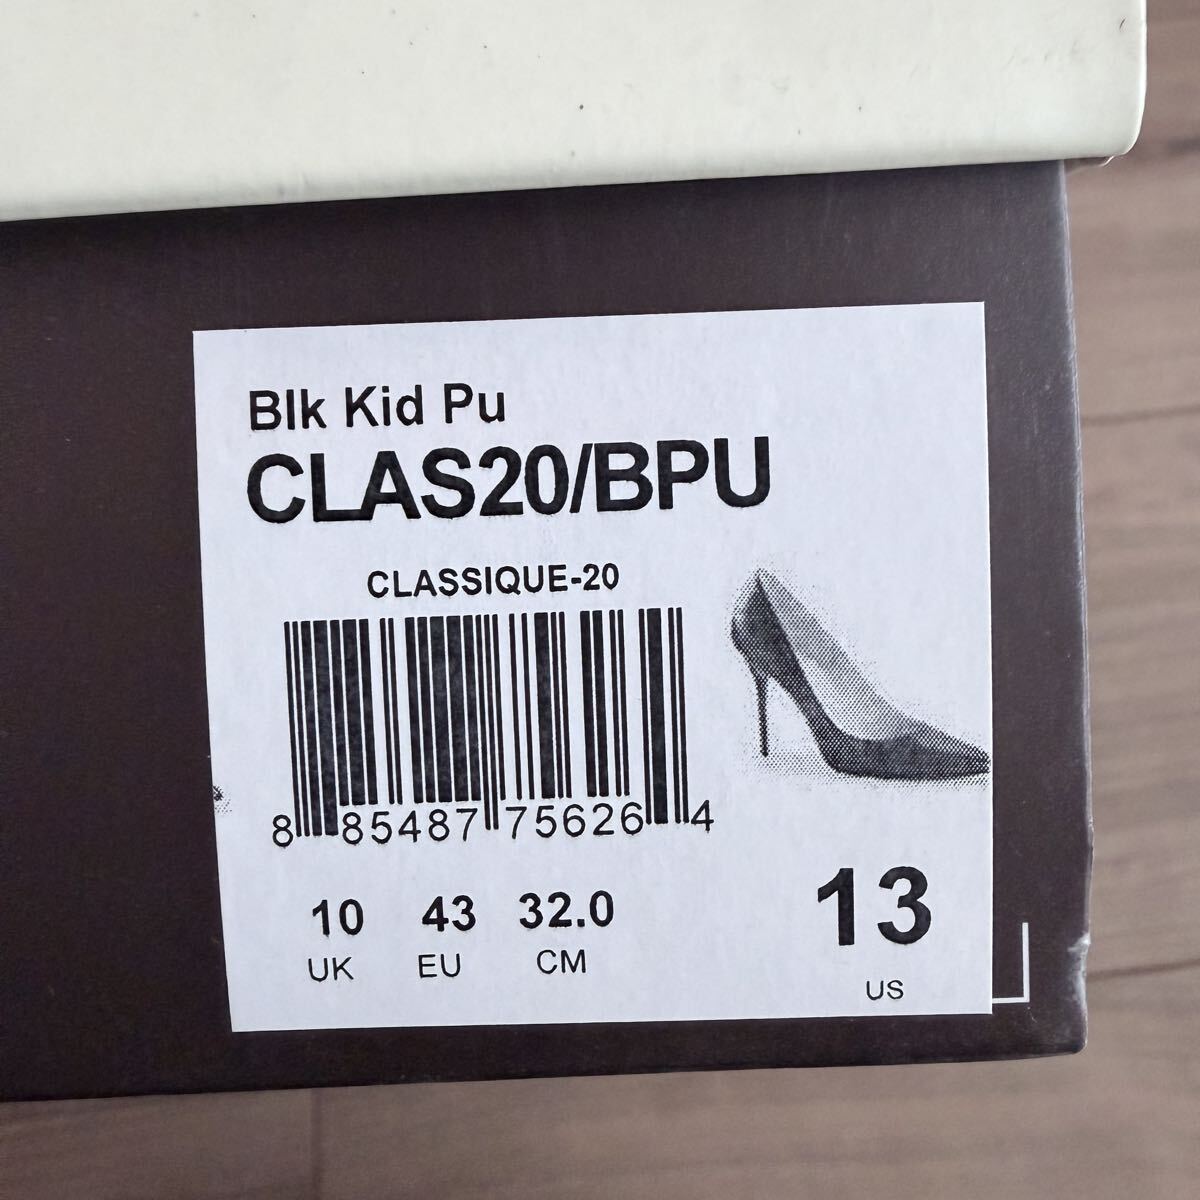 Blk Kid Pu
CLAS20/BPU
CLASSIQUE-20
8 85487 75626 4
10 43 32.0 13
UK EU CM US